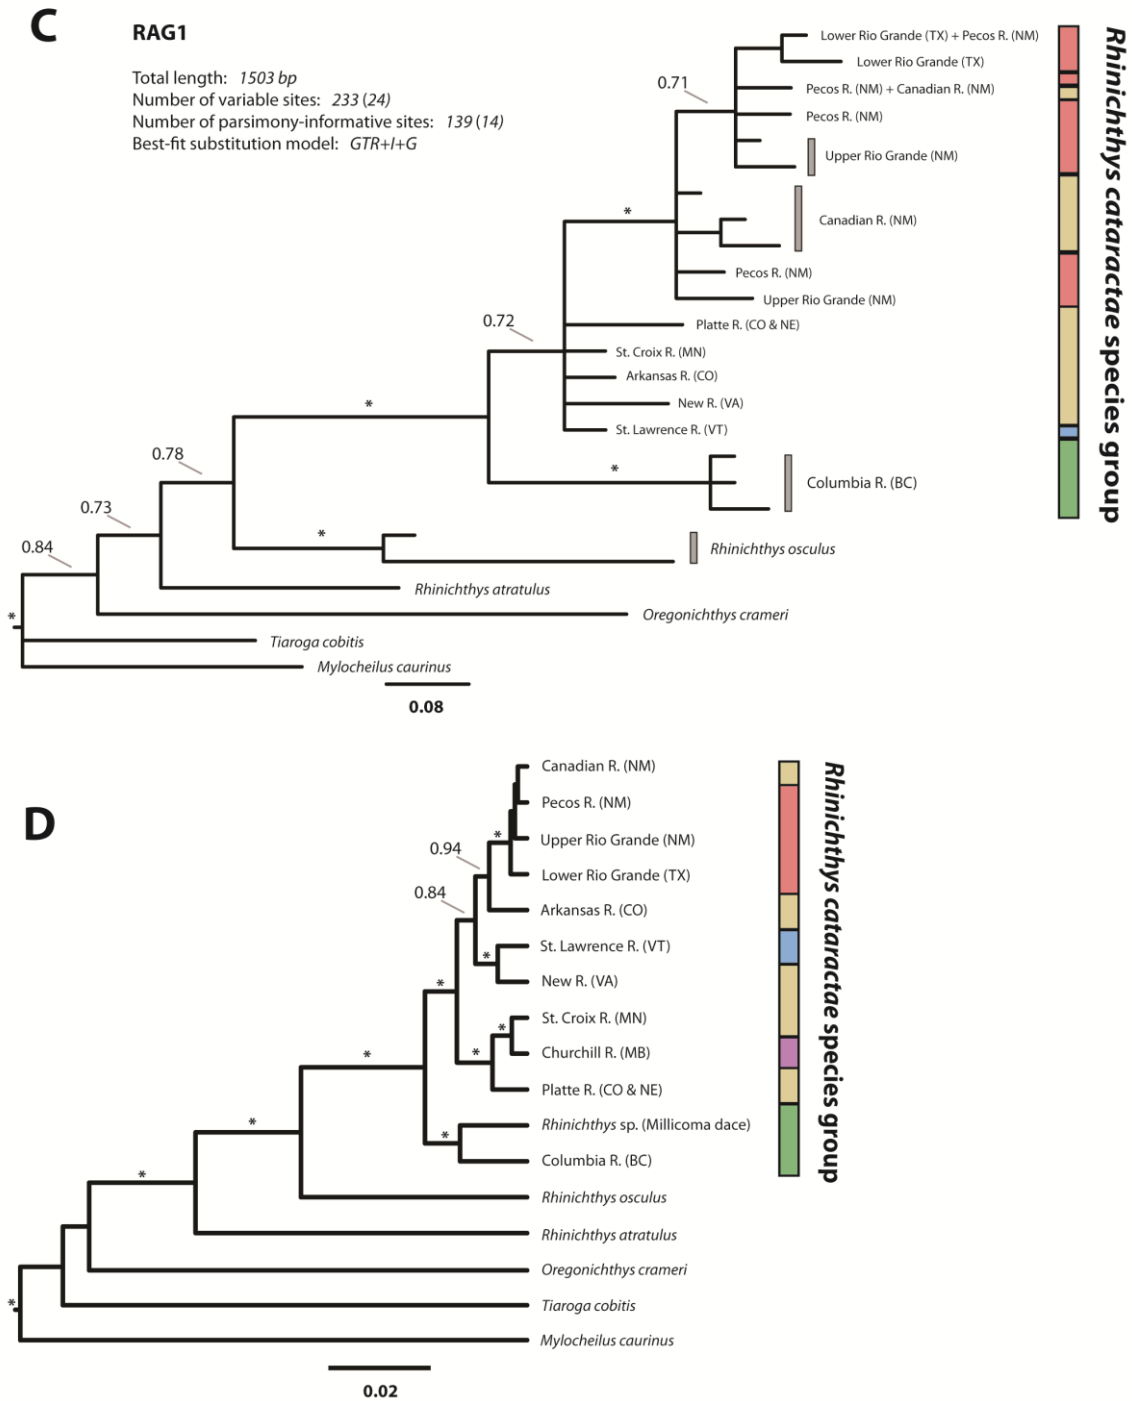 C
RAG1
Total length: 1503 bp
Number of variable sites: 233 (24)
Number of parsimony-informative sites: 139 (14)
Best-fit substitution model: GTR+I+G
Lower Rio Grande (TX) + Pecos R. (NM)
Lower Rio Grande (TX)
0.71
Pecos R. (NM) + Canadian R. (NM)
Pecos R. (NM)
Upper Rio Grande (NM)
*
Canadian R. (NM)
Pecos R. (NM)
Upper Rio Grande (NM)
0.72
Platte R. (CO & NE)
St. Croix R. (MN)
Arkansas R. (CO)
*
New R. (VA)
St. Lawrence R. (VT)
0.78
*
Columbia R. (BC)
0.73
*
0.84
Rhinichthys osculus
Rhinichthys atratulus
*
Oregonichthys crameri
Tiaroga cobitis
Mylocheilus caurinus
0.08
Rhinichthys cataractae species group
D
Canadian R. (NM)
Pecos R. (NM)
*
Upper Rio Grande (NM)
0.94
Lower Rio Grande (TX)
0.84
Arkansas R. (CO)
St. Lawrence R. (VT)
*
New R. (VA)
*
St. Croix R. (MN)
*
Churchill R. (MB)
*
*
Platte R. (CO & NE)
Rhinichthys sp. (Millicoma dace)
*
*
Columbia R. (BC)
*
Rhinichthys osculus
Rhinichthys atratulus
Oregonichthys crameri
*
Tiaroga cobitis
Mylocheilus caurinus
0.02
Rhinichthys cataractae species group